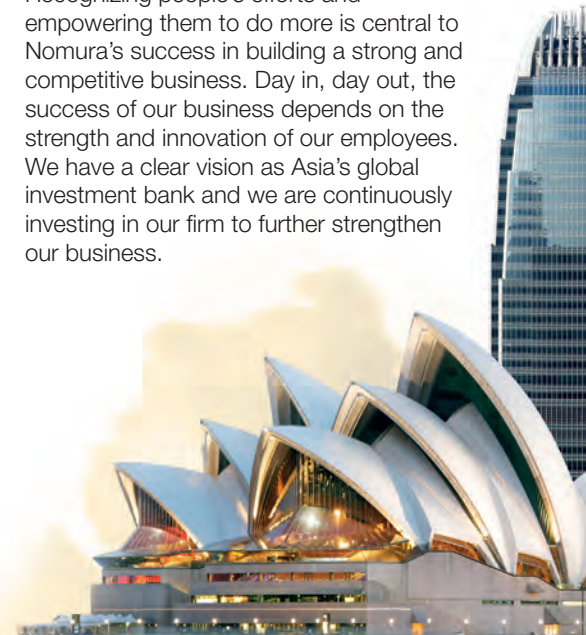 Recognizing people's efforts and
empowering them to do more is central to
Nomura's success in building a strong and
competitive business. Day in, day out, the
success of our business depends on the
strength and innovation of our employees.
We have a clear vision as Asia's global
investment bank and we are continuously
investing in our firm to further strengthen
our business.